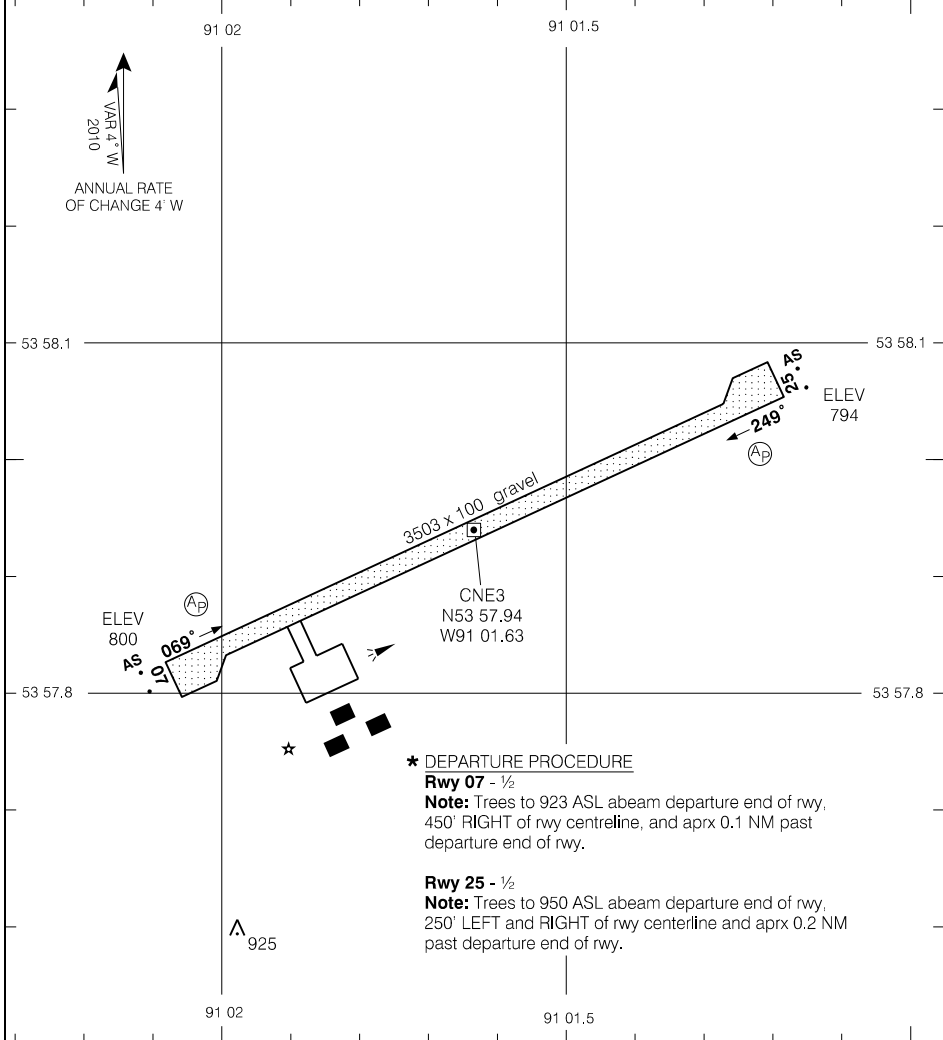 91 02
91 01.5
VAR 4° W
2010
ANNUAL RATE
OF CHANGE 4' W
53 58.1
53 58.1
AS
25
ELEV
794
249°
AP
3503 x 100 gravel
CNE3
N53 57.94
W91 01.63
AP
ELEV
800
069°
AS
07
53 57.8
53 57.8
* DEPARTURE PROCEDURE
Rwy 07 - ½
Note: Trees to 923 ASL abeam departure end of rwy,
450' RIGHT of rwy centreline, and aprx 0.1 NM past
departure end of rwy.
Rwy 25 - ½
Note: Trees to 950 ASL abeam departure end of rwy,
250' LEFT and RIGHT of rwy centerline and aprx 0.2 NM
past departure end of rwy.
925
91 02
91 01.5